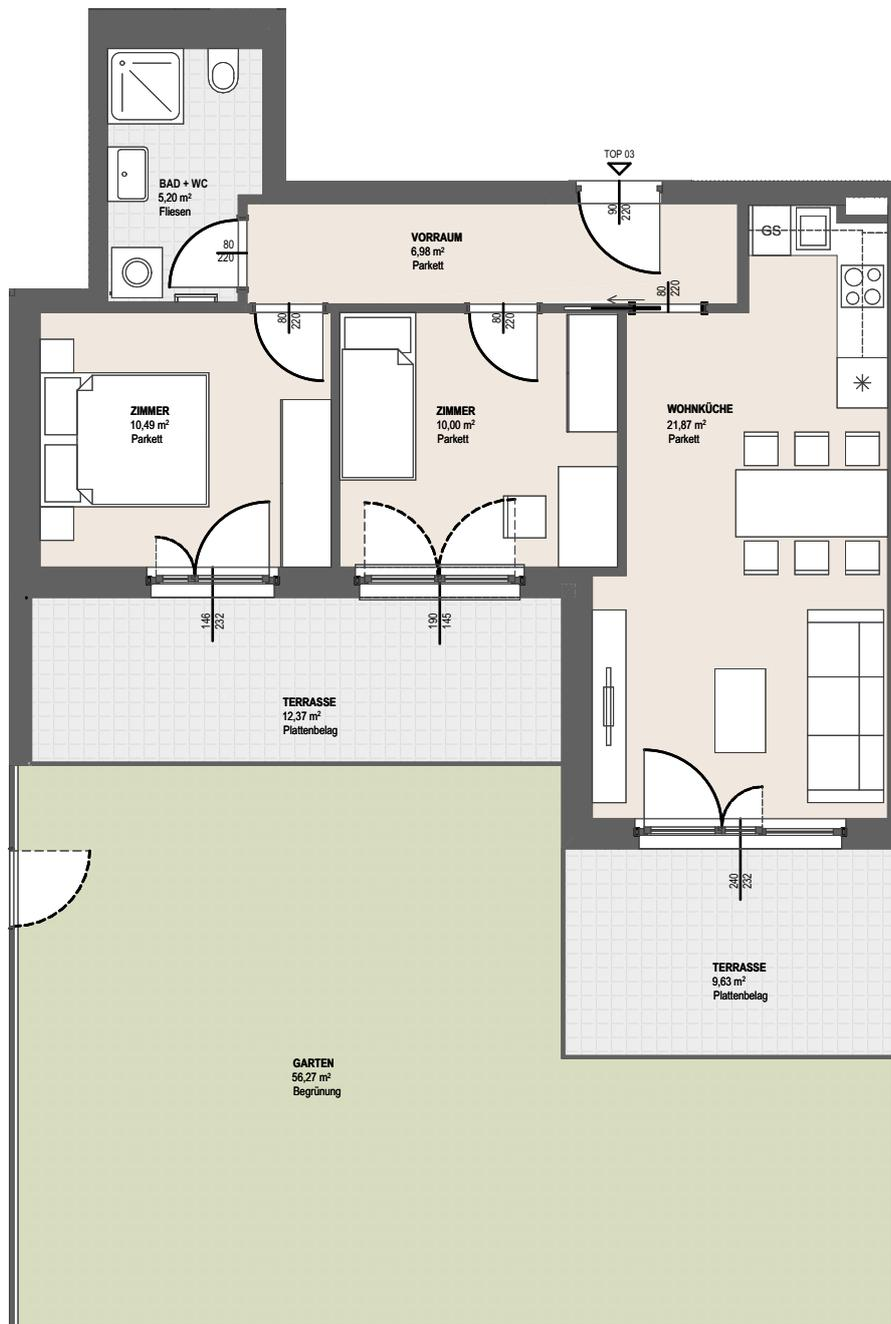 TOP 03
90
220
BAD + WC
5,20 m²
Fliesen
80
220
VORRAUM
6,98 m²
Parkett
GS
80
220
80
220
80
220
ZIMMER
10,49 m²
Parkett
ZIMMER
10,00 m²
Parkett
WOHNKÜCHE
21,87 m²
Parkett
146
232
190
145
TERRASSE
12,37 m²
Plattenbelag
240
232
TERRASSE
9,63 m²
Plattenbelag
GARTEN
56,27 m²
Begrünung